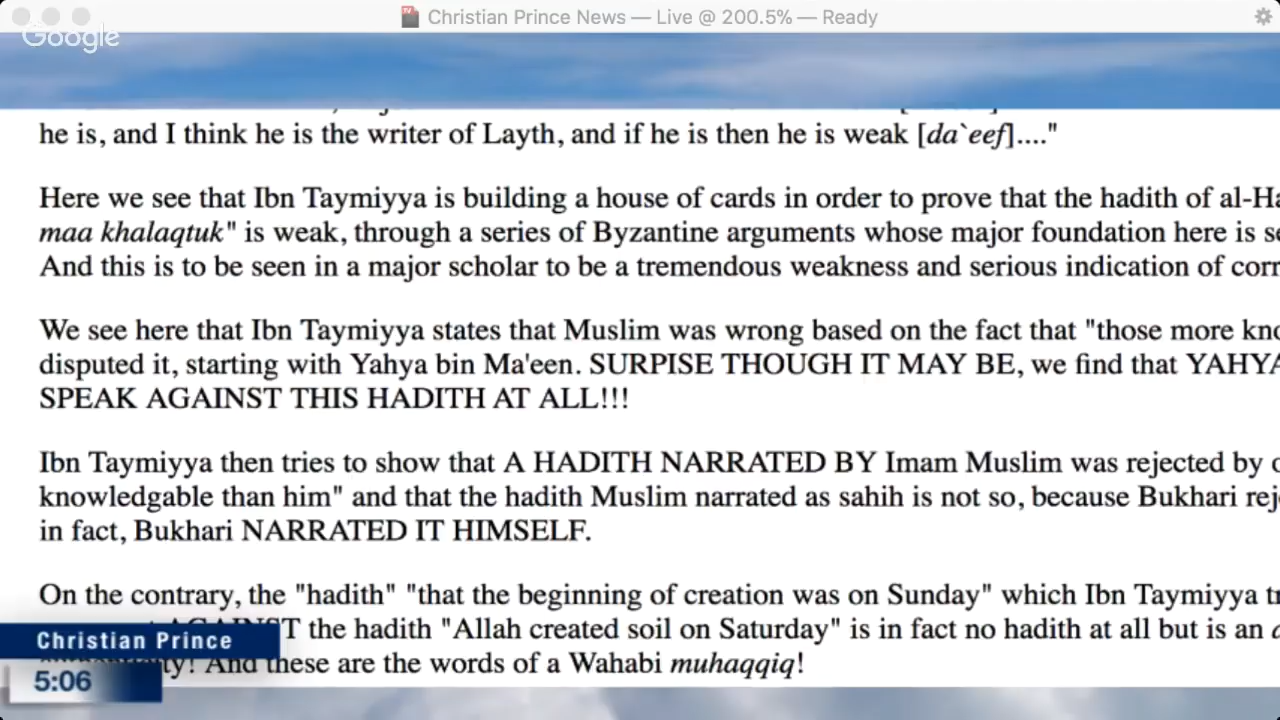 Christian Prince News — Live @ 200.5% — Ready
Google
he is, and I think he is the writer of Layth, and if he is then he is weak [da`eef]...."
Here we see that Ibn Taymiyya is building a house of cards in order to prove that the hadith of al-Ha
maa khalaqtuk" is weak, through a series of Byzantine arguments whose major foundation here is se
And this is to be seen in a major scholar to be a tremendous weakness and serious indication of corr
We see here that Ibn Taymiyya states that Muslim was wrong based on the fact that "those more kno
disputed it, starting with Yahya bin Ma'een. SURPRISE THOUGH IT MAY BE, we find that YAHYA
SPEAK AGAINST THIS HADITH AT ALL!!!
Ibn Taymiyya then tries to show that A HADITH NARRATED BY Imam Muslim was rejected by o
knowledgable than him" and that the hadith Muslim narrated as sahih is not so, because Bukhari rej
in fact, Bukhari NARRATED IT HIMSELF.
On the contrary, the "hadith" "that the beginning of creation was on Sunday" which Ibn Taymiyya tr
AGAINST the hadith "Allah created soil on Saturday" is in fact no hadith at all but is an a
And these are the words of a Wahabi muhaqqiq!
Christian Prince
5:06